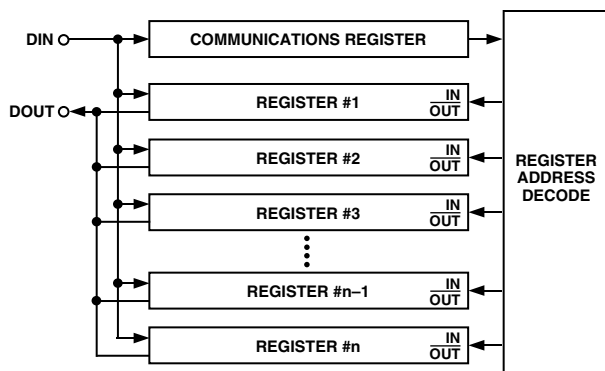 DIN
COMMUNICATIONS REGISTER
DOUT
REGISTER #1
IN
OUT
REGISTER #2
IN
OUT
REGISTER #3
IN
OUT
REGISTER #n–1
IN
OUT
REGISTER #n
IN
OUT
REGISTER
ADDRESS
DECODE